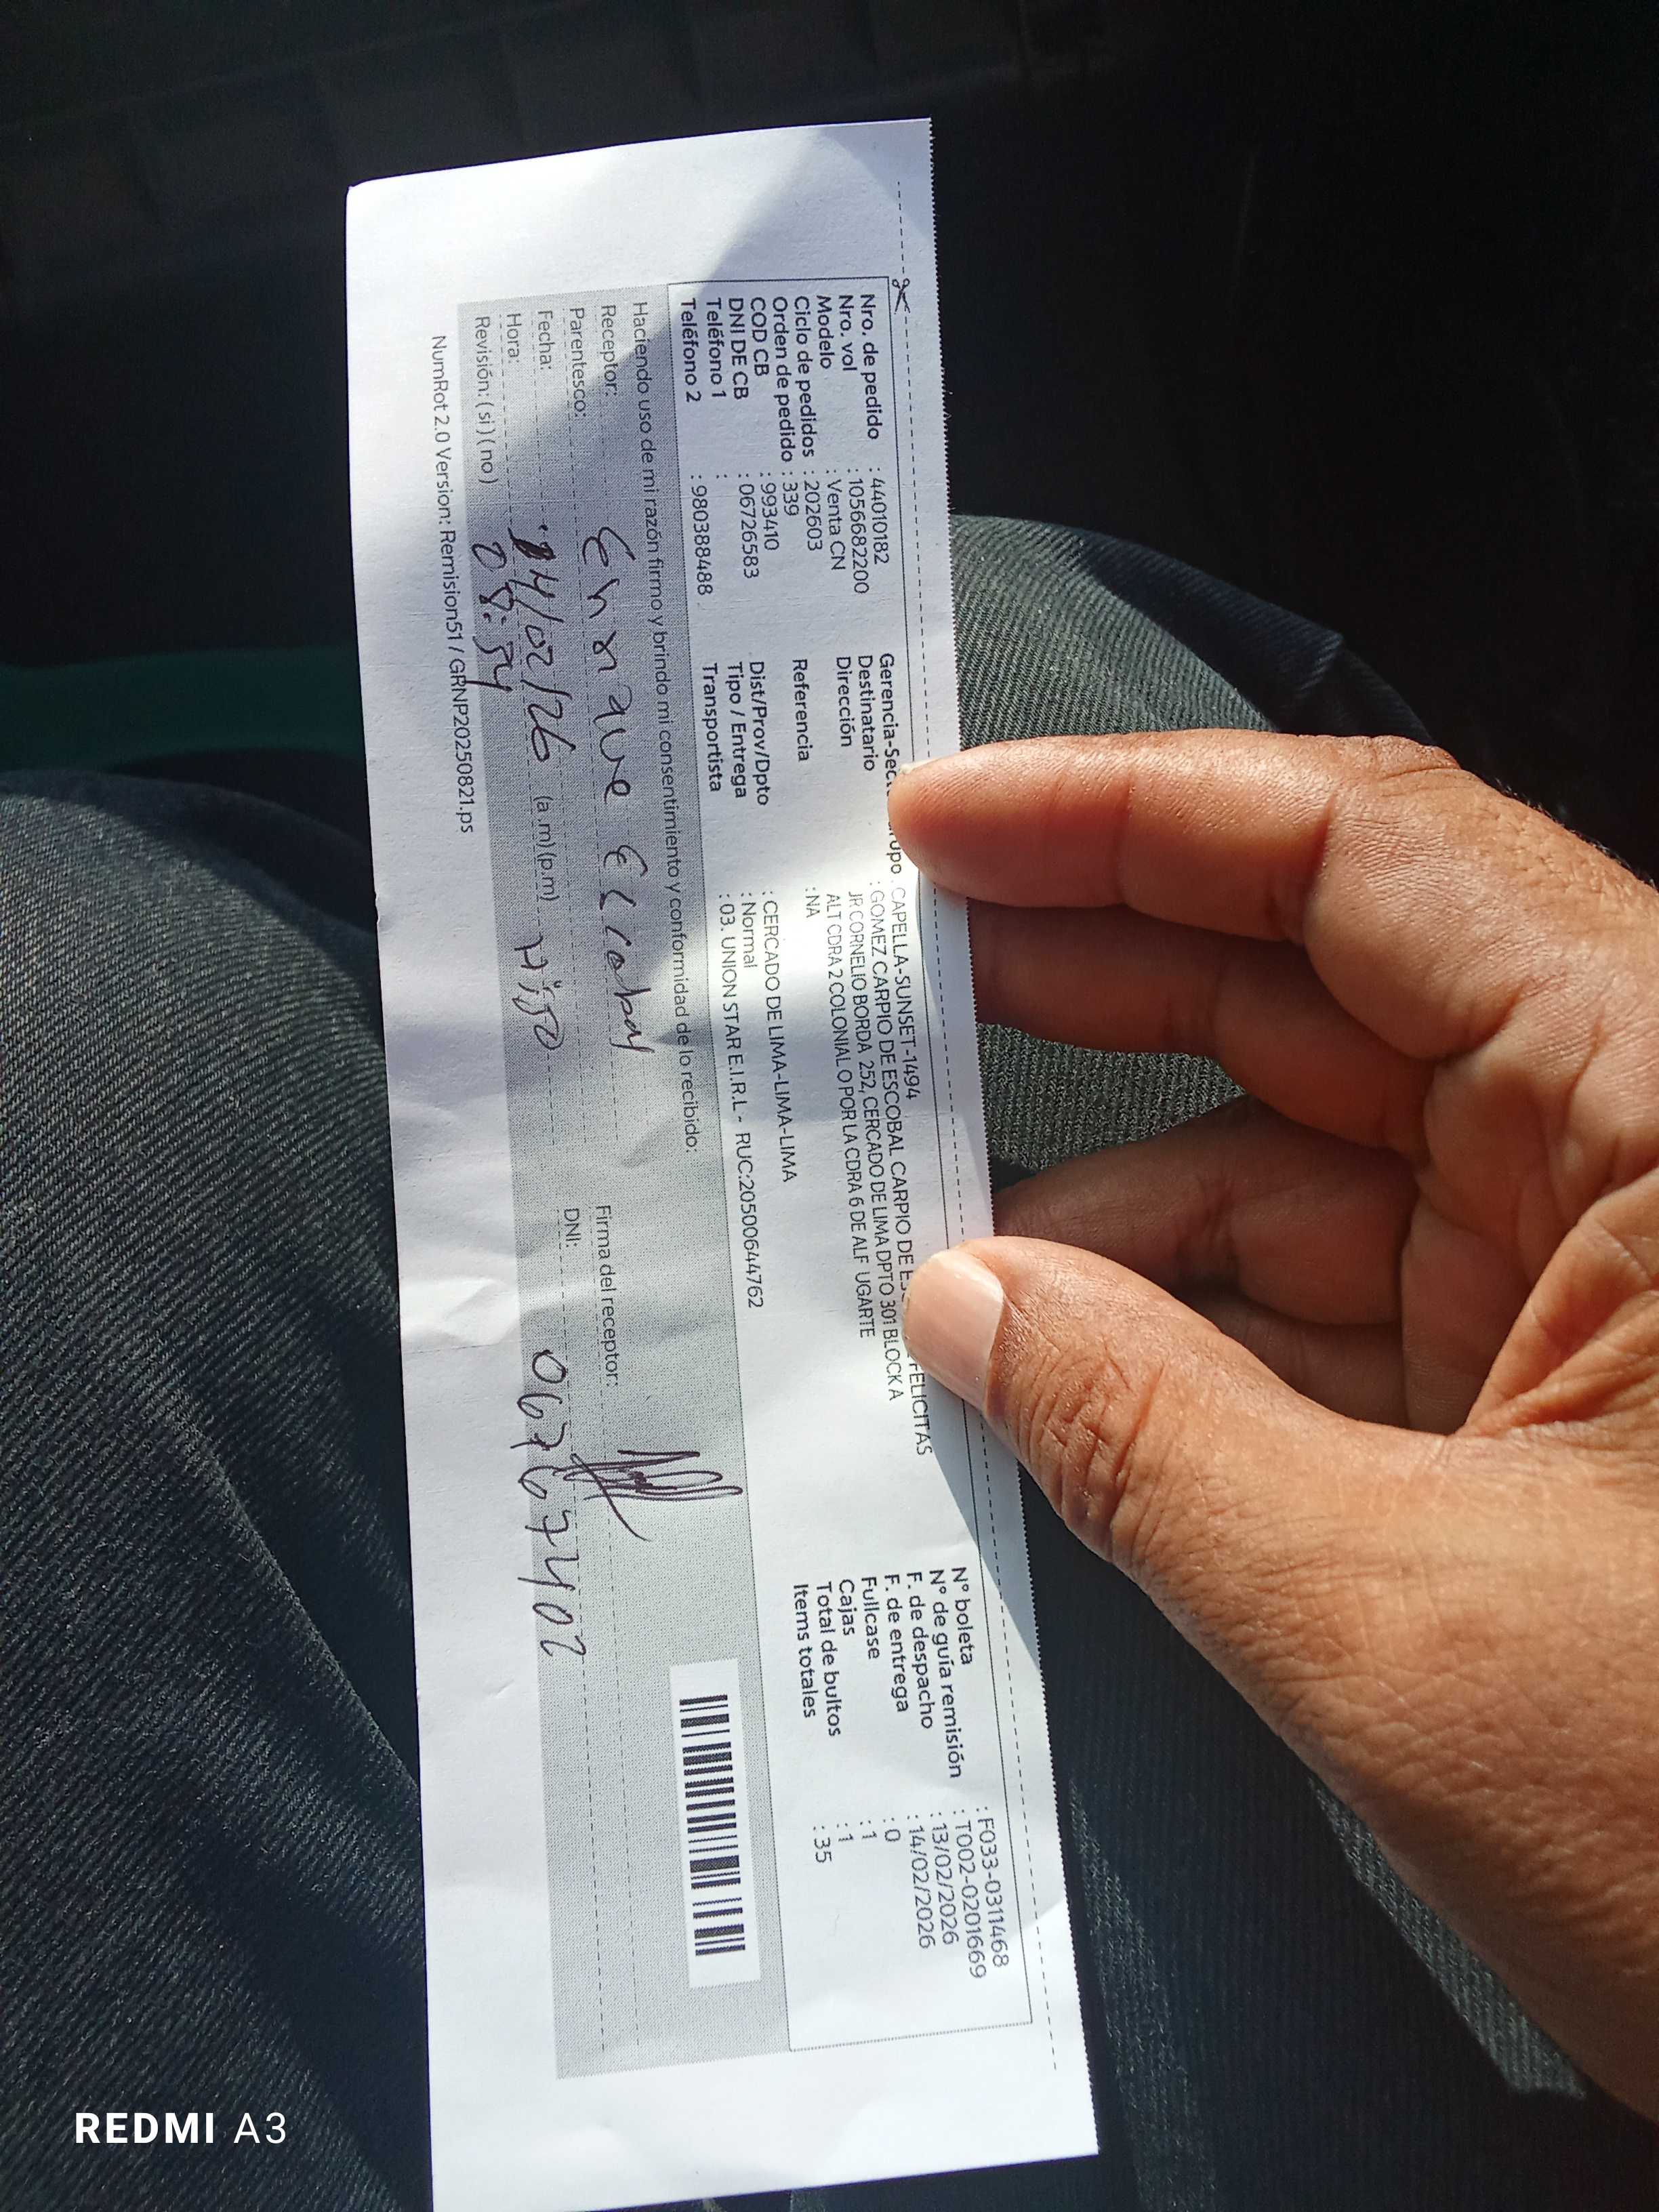 Nro. de pedido : 44010182
Nro. vol : 1056682200
Modelo : Venta CN
Ciclo de pedidos : 202603
Orden de pedido : 339
COD CB : 993410
DNI DE CB : 06726583
Teléfono 1 :
Teléfono 2 : 980388488
Gerencia-Sec upo : CAPELLA-SUNSET-1494
Destinatario : GOMEZ CARPIO DE ESCOBAL CARPIO DE FELICITAS
Dirección JR CORNELIO BORDA 252, CERCADO DE LIMA DPTO 301 BLOCK A
ALT CDRA 2 COLONIAL O POR LA CDRA 6 DE ALF UGARTE
Referencia : NA
Dist/Prov/Dpto : CERCADO DE LIMA-LIMA-LIMA
Tipo / Entrega : Normal
Transportista : 03. UNION STAR E.I.R.L - RUC:20500644762
N° boleta : F033-0311468
N° de guía remisión : T002-0201669
F. de despacho : 13/02/2026
F. de entrega : 14/02/2026
Fullcase : 0
Cajas : 1
Total de bultos : 1
Items totales : 35
Haciendo uso de mi razón firmo y brindo mi consentimiento y conformidad de lo recibido:
Receptor: Firma del receptor:
Parentesco: DNI: 06767402
Fecha: 14/02/26
Hora: 08:54 (a.m)(p.m)
Revisión: ( si ) ( no )
NumRot 2.0 Version: Remision51 / GRNP20250821.ps
REDMI A3